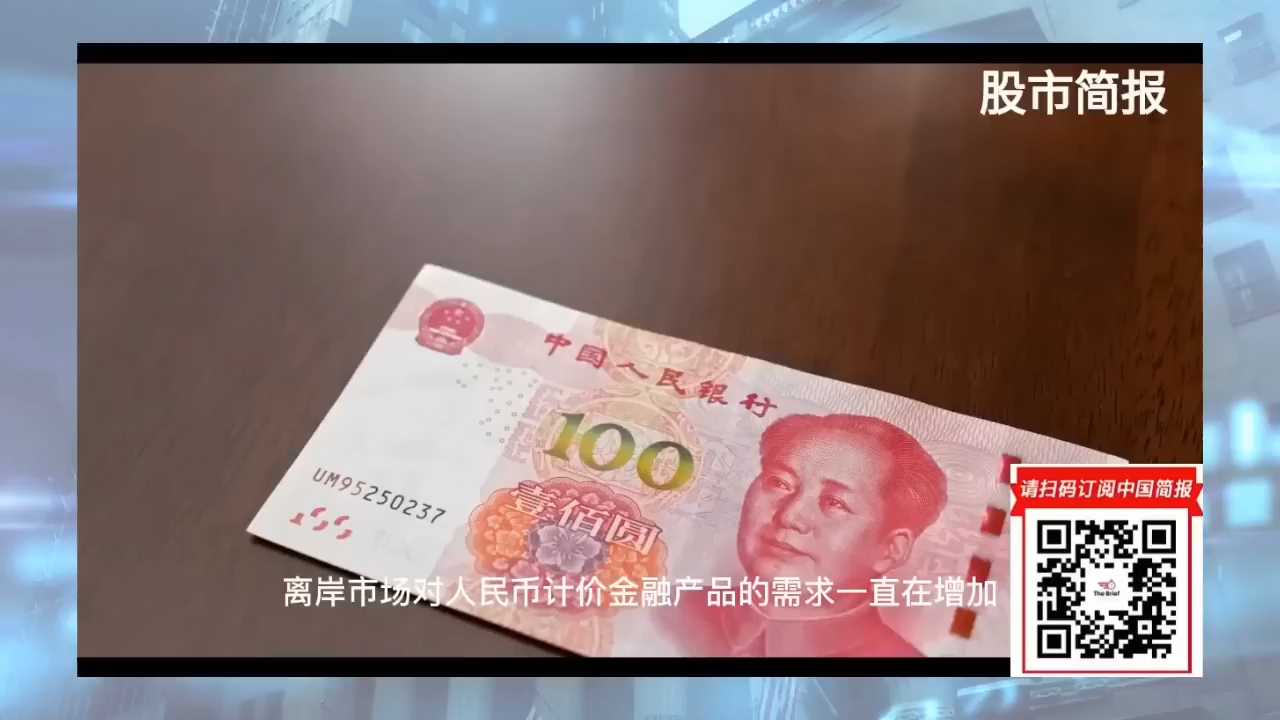 股市简报
中国人民银行
100
壹佰圆
UM95250237
离岸市场对人民币计价金融产品的需求一直在增加
请扫码订阅中国简报
The Brief